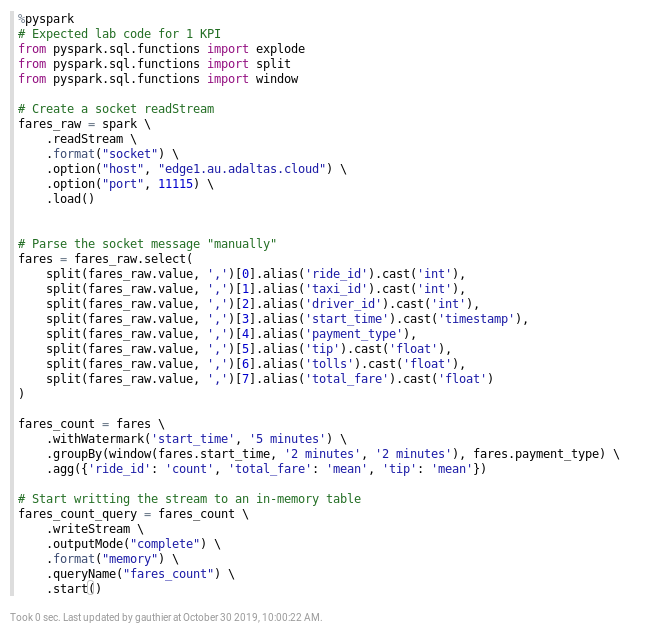 %pyspark
# Expected lab code for 1 KPI
from pyspark.sql.functions import explode
from pyspark.sql.functions import split
from pyspark.sql.functions import window

# Create a socket readStream
fares_raw = spark \
    .readStream \
    .format("socket") \
    .option("host", "edge1.au.adaltas.cloud") \
    .option("port", 11115) \
    .load()


# Parse the socket message "manually"
fares = fares_raw.select(
    split(fares_raw.value, ',')[0].alias('ride_id').cast('int'),
    split(fares_raw.value, ',')[1].alias('taxi_id').cast('int'),
    split(fares_raw.value, ',')[2].alias('driver_id').cast('int'),
    split(fares_raw.value, ',')[3].alias('start_time').cast('timestamp'),
    split(fares_raw.value, ',')[4].alias('payment_type'),
    split(fares_raw.value, ',')[5].alias('tip').cast('float'),
    split(fares_raw.value, ',')[6].alias('tolls').cast('float'),
    split(fares_raw.value, ',')[7].alias('total_fare').cast('float')
)

fares_count = fares \
    .withWatermark('start_time', '5 minutes') \
    .groupBy(window(fares.start_time, '2 minutes', '2 minutes'), fares.payment_type) \
    .agg({'ride_id': 'count', 'total_fare': 'mean', 'tip': 'mean'})

# Start writting the stream to an in-memory table
fares_count_query = fares_count \
    .writeStream \
    .outputMode("complete") \
    .format("memory") \
    .queryName("fares_count") \
    .start()

Took 0 sec. Last updated by gauthier at October 30 2019, 10:00:22 AM.